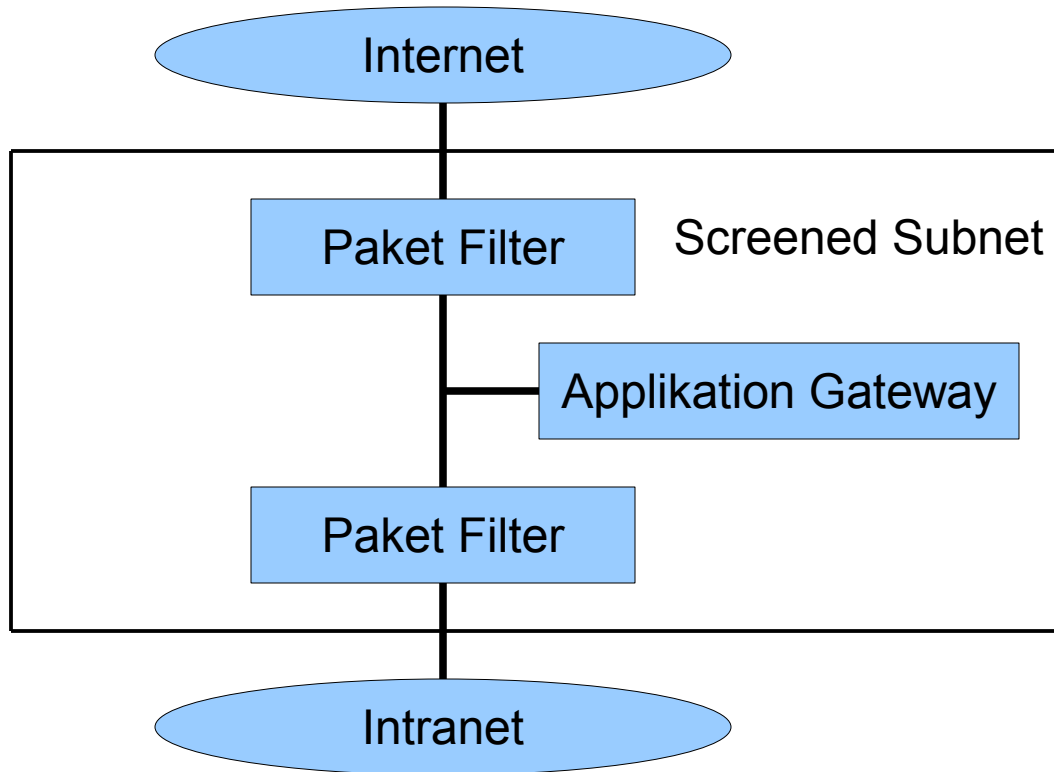 Internet
Paket Filter
Screened Subnet
Applikation Gateway
Paket Filter
Intranet